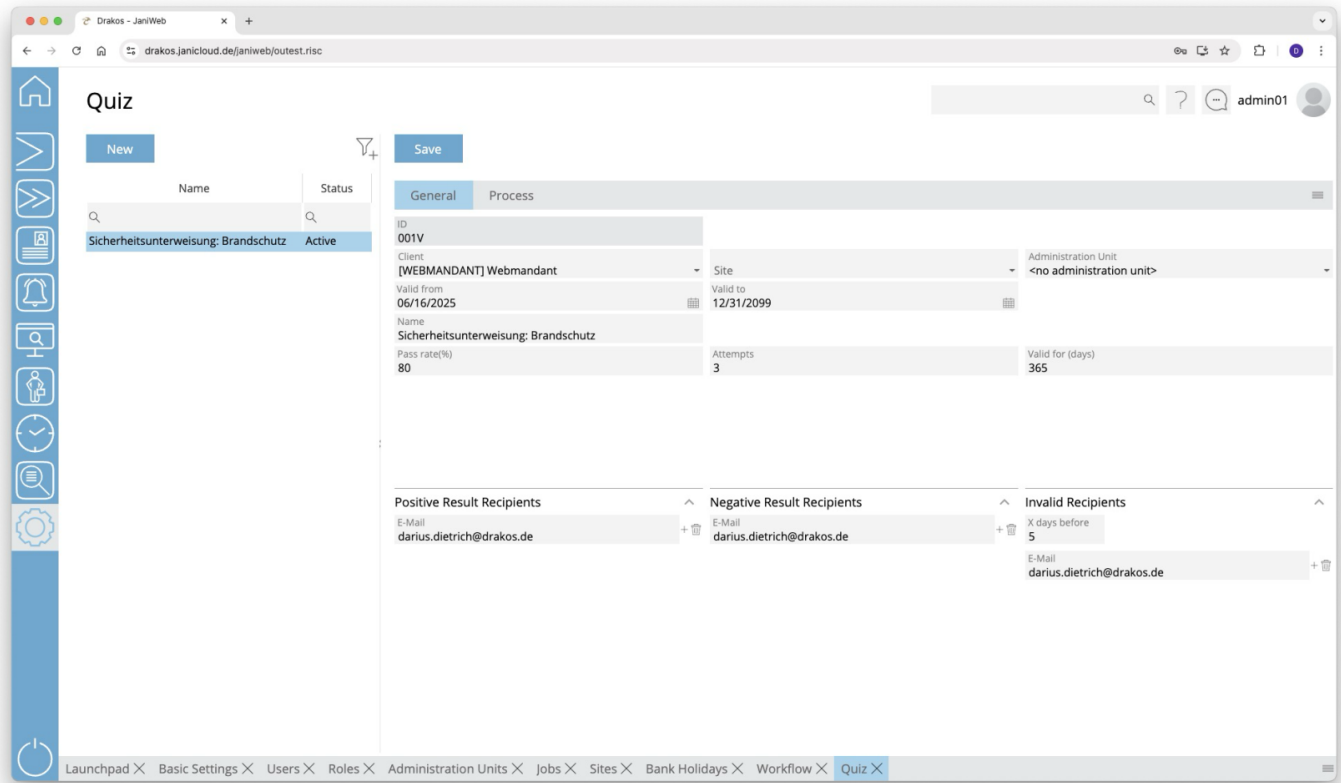 Drakos - JaniWeb
drakos.janicloud.de/janiweb/outest.risc
D
Quiz
admin01
New
Save
Name Status
Sicherheitsunterweisung: Brandschutz Active
General Process
ID
001V
Client
[WEBMANDANT] Webmandant
Site
Administration Unit
<no administration unit>
Valid from
06/16/2025
Valid to
12/31/2099
Name
Sicherheitsunterweisung: Brandschutz
Pass rate(%)
80
Attempts
3
Valid for (days)
365
Positive Result Recipients
E-Mail
darius.dietrich@drakos.de
Negative Result Recipients
E-Mail
darius.dietrich@drakos.de
Invalid Recipients
X days before
5
E-Mail
darius.dietrich@drakos.de
Launchpad Basic Settings Users Roles Administration Units Jobs Sites Bank Holidays Workflow Quiz